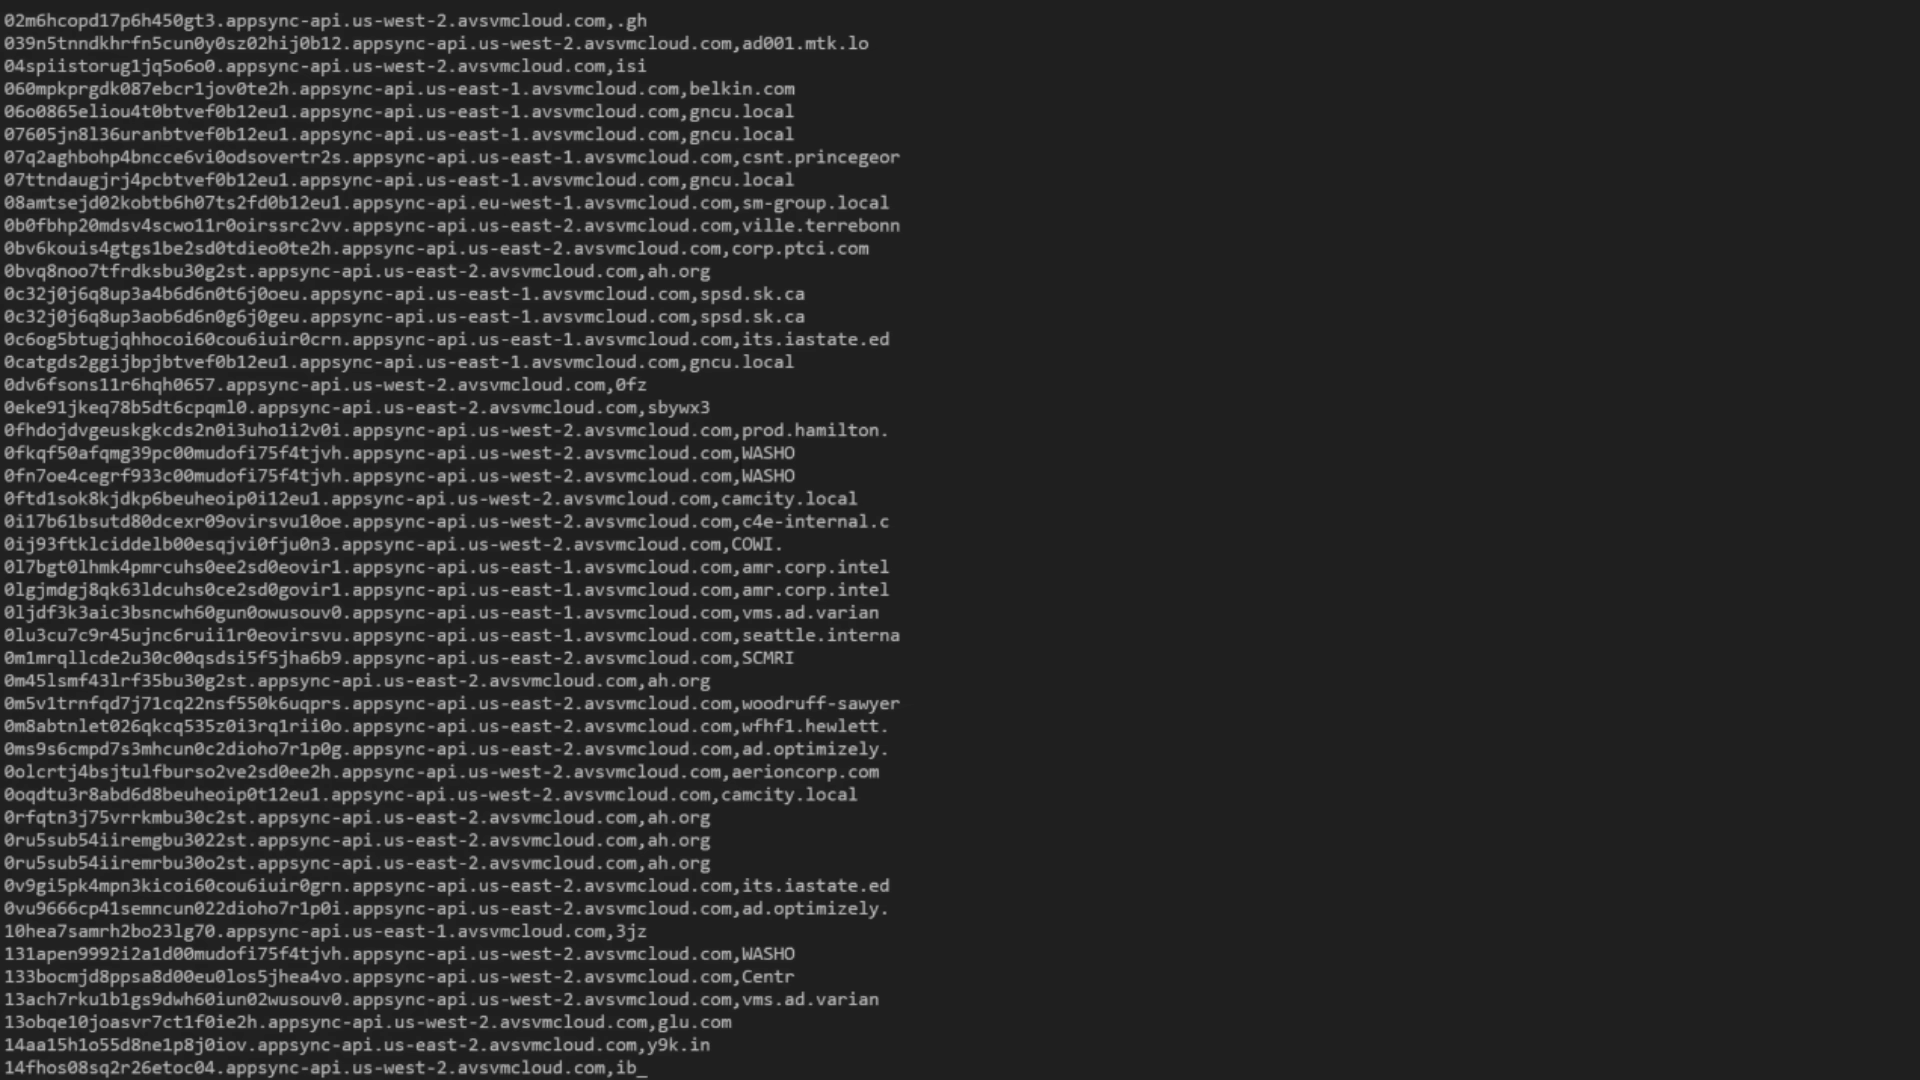 02m6hcopd17p6h450gt3.appsync-api.us-west-2.avsvmcloud.com,.gh
039n5tnndkhrfn5cun0y0sz02hij0b12.appsync-api.us-west-2.avsvmcloud.com,ad001.mtk.lo
04spiistorug1jq5o6o0.appsync-api.us-west-2.avsvmcloud.com,isi
060mpkprgdk087ebcr1jov0te2h.appsync-api.us-east-1.avsvmcloud.com,belkin.com
06o0865eliou4t0btvef0b12eu1.appsync-api.us-east-1.avsvmcloud.com,gncu.local
07605jn8l36uranbtvef0b12eu1.appsync-api.us-east-1.avsvmcloud.com,gncu.local
07q2aghbohp4bncce6vi0odsovertr2s.appsync-api.us-east-1.avsvmcloud.com,csnt.princegeor
07ttndaugjrj4pcbtvef0b12eu1.appsync-api.us-east-1.avsvmcloud.com,gncu.local
08amtsejd02kobtb6h07ts2fd0b12eu1.appsync-api.eu-west-1.avsvmcloud.com,sm-group.local
0b0fbhp20mdsv4scwo11r0oirssrc2vv.appsync-api.us-east-2.avsvmcloud.com,ville.terrebonn
0bv6kouis4gtgs1be2sd0tdieo0te2h.appsync-api.us-east-2.avsvmcloud.com,corp.ptci.com
0bvq8noo7tfrdksbu30g2st.appsync-api.us-east-2.avsvmcloud.com,ah.org
0c32j0j6q8up3a4b6d6n0t6j0oeu.appsync-api.us-east-1.avsvmcloud.com,spsd.sk.ca
0c32j0j6q8up3aob6d6n0g6j0geu.appsync-api.us-east-1.avsvmcloud.com,spsd.sk.ca
0c6og5btugjqhhocoi60cou6iuir0crn.appsync-api.us-east-1.avsvmcloud.com,its.iastate.ed
0catgds2ggijbpjbtvef0b12eu1.appsync-api.us-east-1.avsvmcloud.com,gncu.local
0dv6fsons11r6hqh0657.appsync-api.us-west-2.avsvmcloud.com,0fz
0eke91jkeq78b5dt6cpqml0.appsync-api.us-east-2.avsvmcloud.com,sbywx3
0fhdojdvgeuskgkcds2n0i3uho1i2v0i.appsync-api.us-west-2.avsvmcloud.com,prod.hamilton.
0fkqf50afqmg39pc00mudofi75f4tjvh.appsync-api.us-west-2.avsvmcloud.com,WASHO
0fn7oe4cegrf933c00mudofi75f4tjvh.appsync-api.us-west-2.avsvmcloud.com,WASHO
0ftd1sok8kjdkp6beuheoip0i12eu1.appsync-api.us-west-2.avsvmcloud.com,camcity.local
0i17b61bsutd80dcexr09ovirsvu10oe.appsync-api.us-west-2.avsvmcloud.com,c4e-internal.c
0ij93ftklciddelb00esqjvi0fju0n3.appsync-api.us-west-2.avsvmcloud.com,COWI.
0l7bgt0lhmk4pmrcuhs0ee2sd0eovir1.appsync-api.us-east-1.avsvmcloud.com,amr.corp.intel
0lgjmdgj8qk63ldcuhs0ce2sd0govir1.appsync-api.us-east-1.avsvmcloud.com,amr.corp.intel
0ljdf3k3aic3bsncwh60gun0owusouv0.appsync-api.us-east-1.avsvmcloud.com,vms.ad.varian
0lu3cu7c9r45ujnc6ruii1r0eovirsvu.appsync-api.us-east-1.avsvmcloud.com,seattle.interna
0m1mrqllcde2u30c00qsdsi5f5jha6b9.appsync-api.us-east-2.avsvmcloud.com,SCMRI
0m45lsmf43lrf35bu30g2st.appsync-api.us-east-2.avsvmcloud.com,ah.org
0m5v1trnfqd7j71cq22nsf550k6uqprs.appsync-api.us-east-2.avsvmcloud.com,woodruff-sawyer
0m8abtnlet026qkcq535z0i3rq1rii0o.appsync-api.us-east-2.avsvmcloud.com,wfhf1.hewlett.
0ms9s6cmpd7s3mhcun0c2dioho7r1p0g.appsync-api.us-east-2.avsvmcloud.com,ad.optimizely.
0olcrtj4bsjtulfburso2ve2sd0ee2h.appsync-api.us-west-2.avsvmcloud.com,aerioncorp.com
0oqdtu3r8abd6d8beuheoip0t12eu1.appsync-api.us-west-2.avsvmcloud.com,camcity.local
0rfqtn3j75vrrkmbu30c2st.appsync-api.us-east-2.avsvmcloud.com,ah.org
0ru5sub54iiremgbu3022st.appsync-api.us-east-2.avsvmcloud.com,ah.org
0ru5sub54iiremrbu30o2st.appsync-api.us-east-2.avsvmcloud.com,ah.org
0v9gi5pk4mpn3kicoi60cou6iuir0grn.appsync-api.us-east-2.avsvmcloud.com,its.iastate.ed
0vu9666cp41semncun022dioho7r1p0i.appsync-api.us-east-2.avsvmcloud.com,ad.optimizely.
10hea7samrh2bo23lg70.appsync-api.us-east-1.avsvmcloud.com,3jz
131apen9992i2a1d00mudofi75f4tjvh.appsync-api.us-west-2.avsvmcloud.com,WASHO
133bocmjd8ppsa8d00eu0los5jhea4vo.appsync-api.us-west-2.avsvmcloud.com,Centr
13ach7rku1b1gs9dwh60iun02wusouv0.appsync-api.us-west-2.avsvmcloud.com,vms.ad.varian
13obqe10joasvr7ct1f0ie2h.appsync-api.us-west-2.avsvmcloud.com,glu.com
14aa15h1o55d8ne1p8j0iov.appsync-api.us-east-2.avsvmcloud.com,y9k.in
14fhos08sq2r26etoc04.appsync-api.us-west-2.avsvmcloud.com,ib_